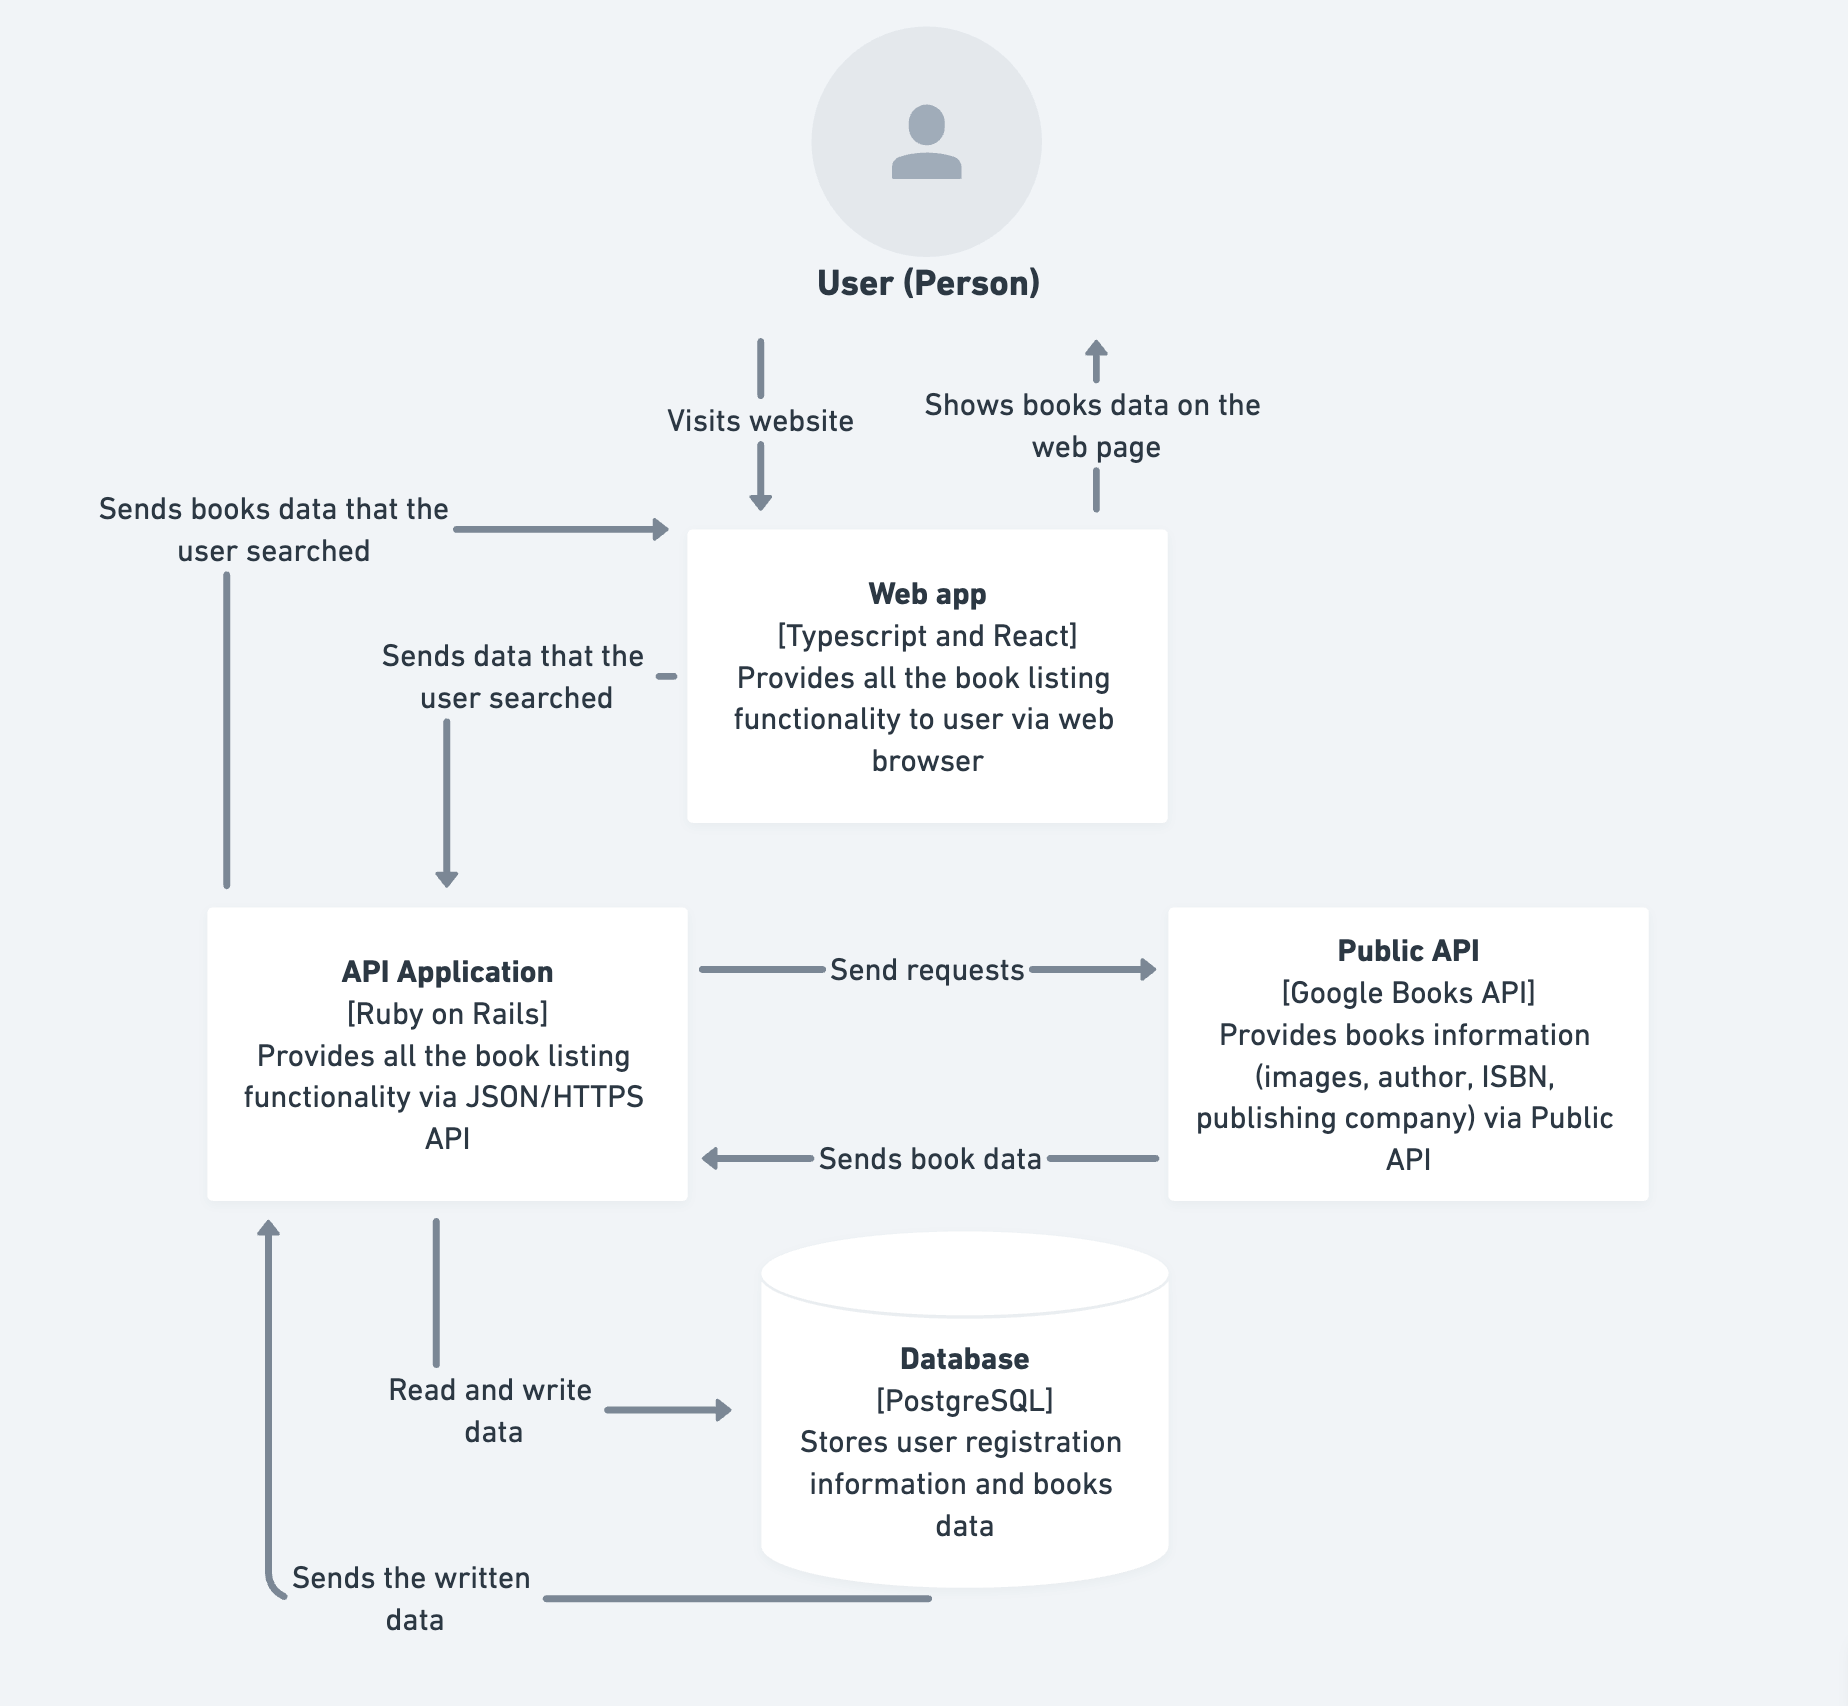 User (Person)
Visits website
Shows books data on the
web page
Sends books data that the
user searched
Web app
[Typescript and React]
Provides all the book listing
functionality to user via web
browser
Sends data that the
user searched
API Application
[Ruby on Rails]
Provides all the book listing
functionality via JSON/HTTPS
API
Send requests
Sends book data
Public API
[Google Books API]
Provides books information
(images, author, ISBN,
publishing company) via Public
API
Read and write
data
Database
[PostgreSQL]
Stores user registration
information and books
data
Sends the written
data